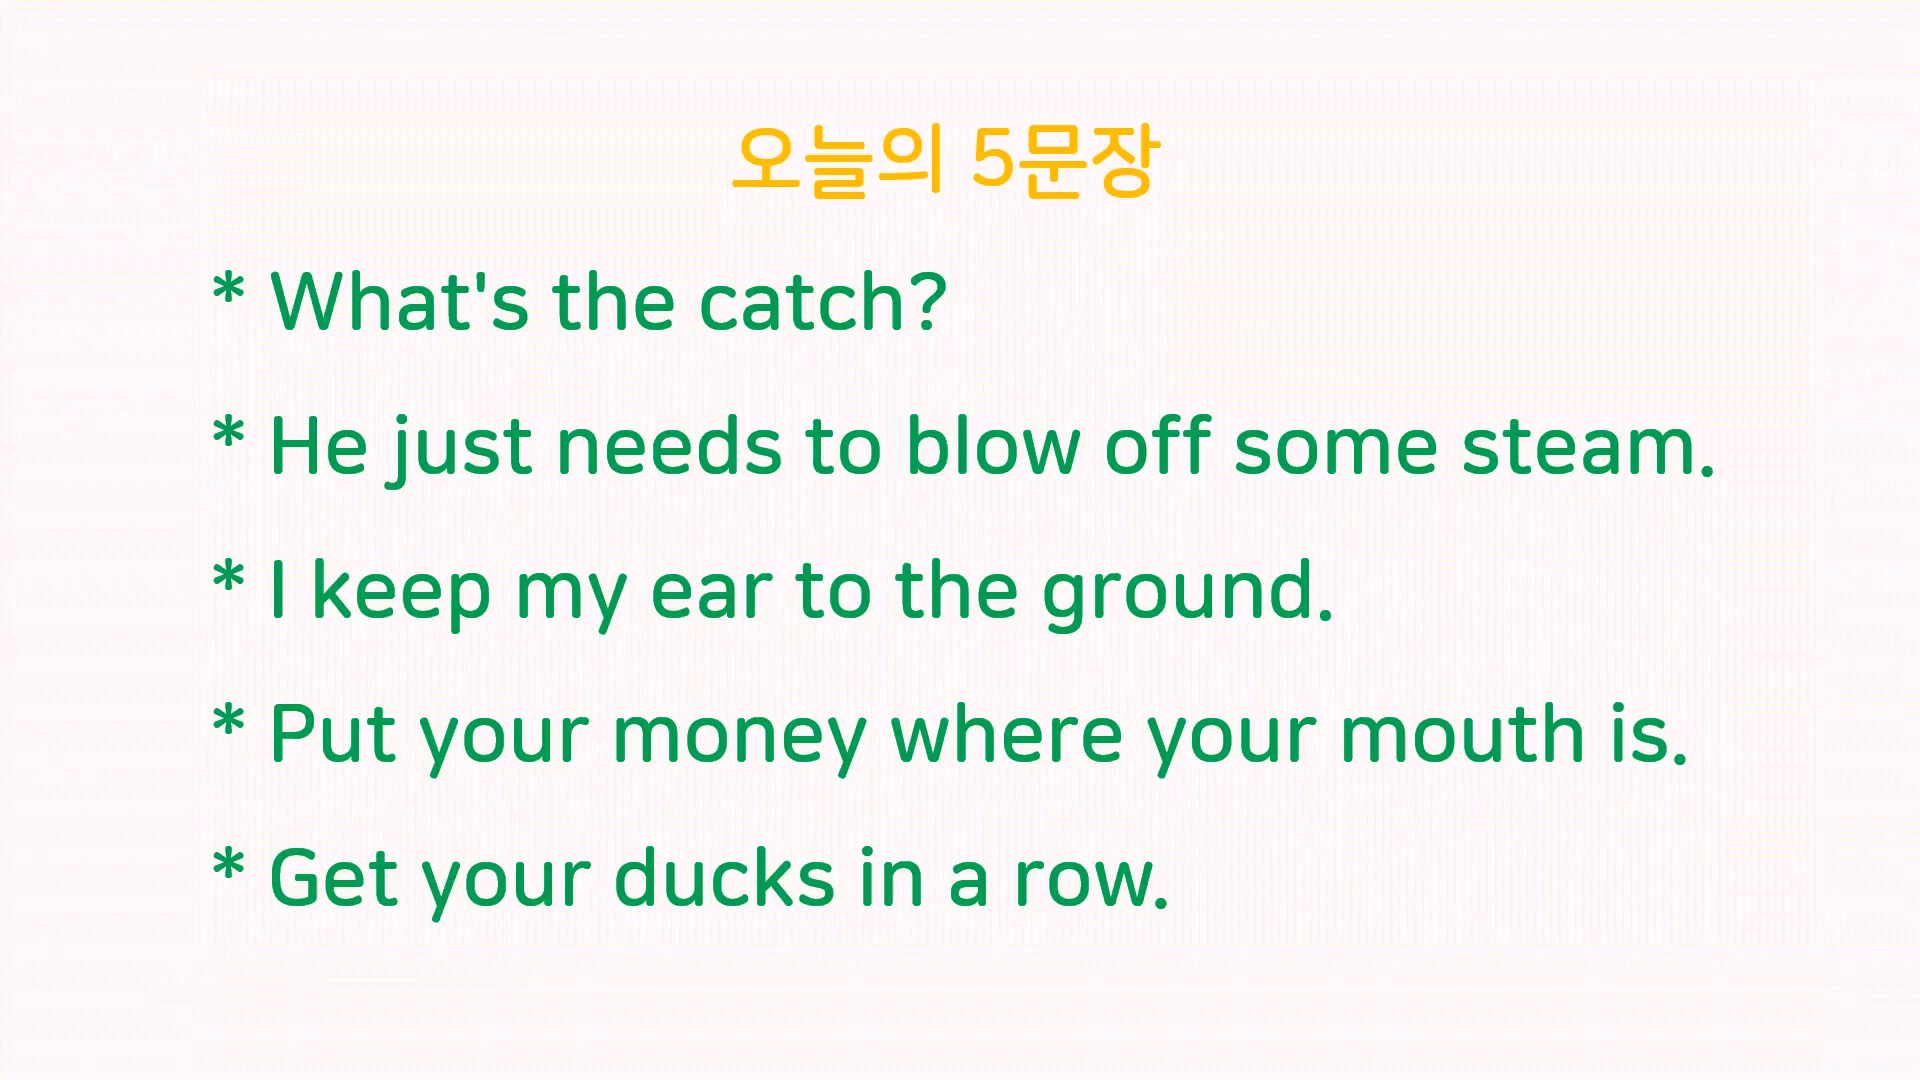 오늘의 5문장
* What's the catch?
* He just needs to blow off some steam.
* I keep my ear to the ground.
* Put your money where your mouth is.
* Get your ducks in a row.